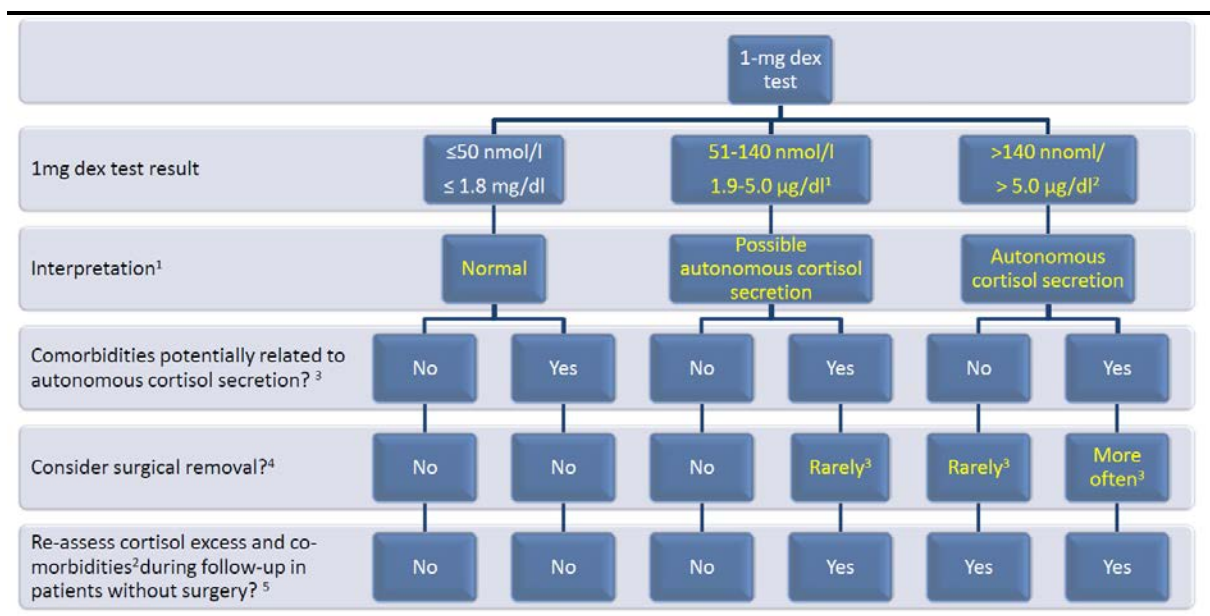 1-mg dex
test
1mg dex test result
≤50 nmol/l
≤ 1.8 mg/dl
51-140 nmol/l
1.9-5.0 µg/dl¹
>140 nnoml/
> 5.0 µg/dl²
Interpretation¹
Normal
Possible
autonomous cortisol
secretion
Autonomous
cortisol secretion
Comorbidities potentially related to
autonomous cortisol secretion? ³
No
Yes
No
Yes
No
Yes
Consider surgical removal?⁴
No
No
No
Rarely³
Rarely³
More
often³
Re-assess cortisol excess and co-
morbidities²during follow-up in
patients without surgery? ⁵
No
No
No
Yes
Yes
Yes